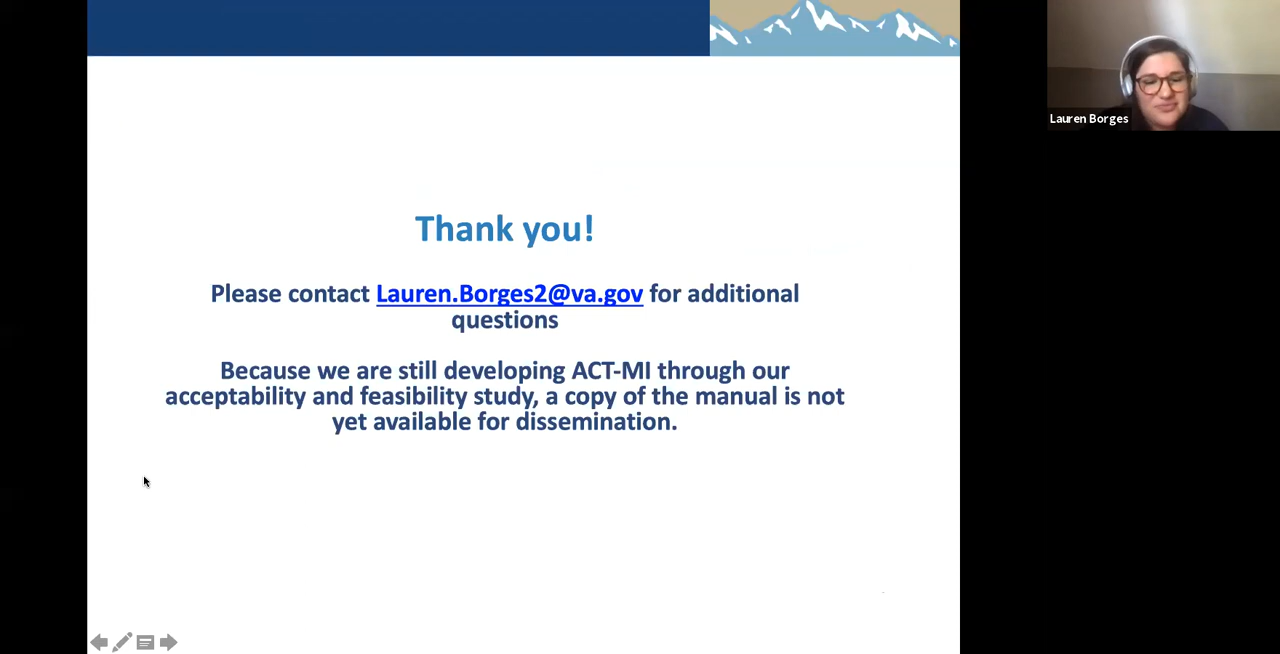 Lauren Borges
Thank you!
Please contact Lauren.Borges2@va.gov for additional
questions
Because we are still developing ACT-MI through our
acceptability and feasibility study, a copy of the manual is not
yet available for dissemination.